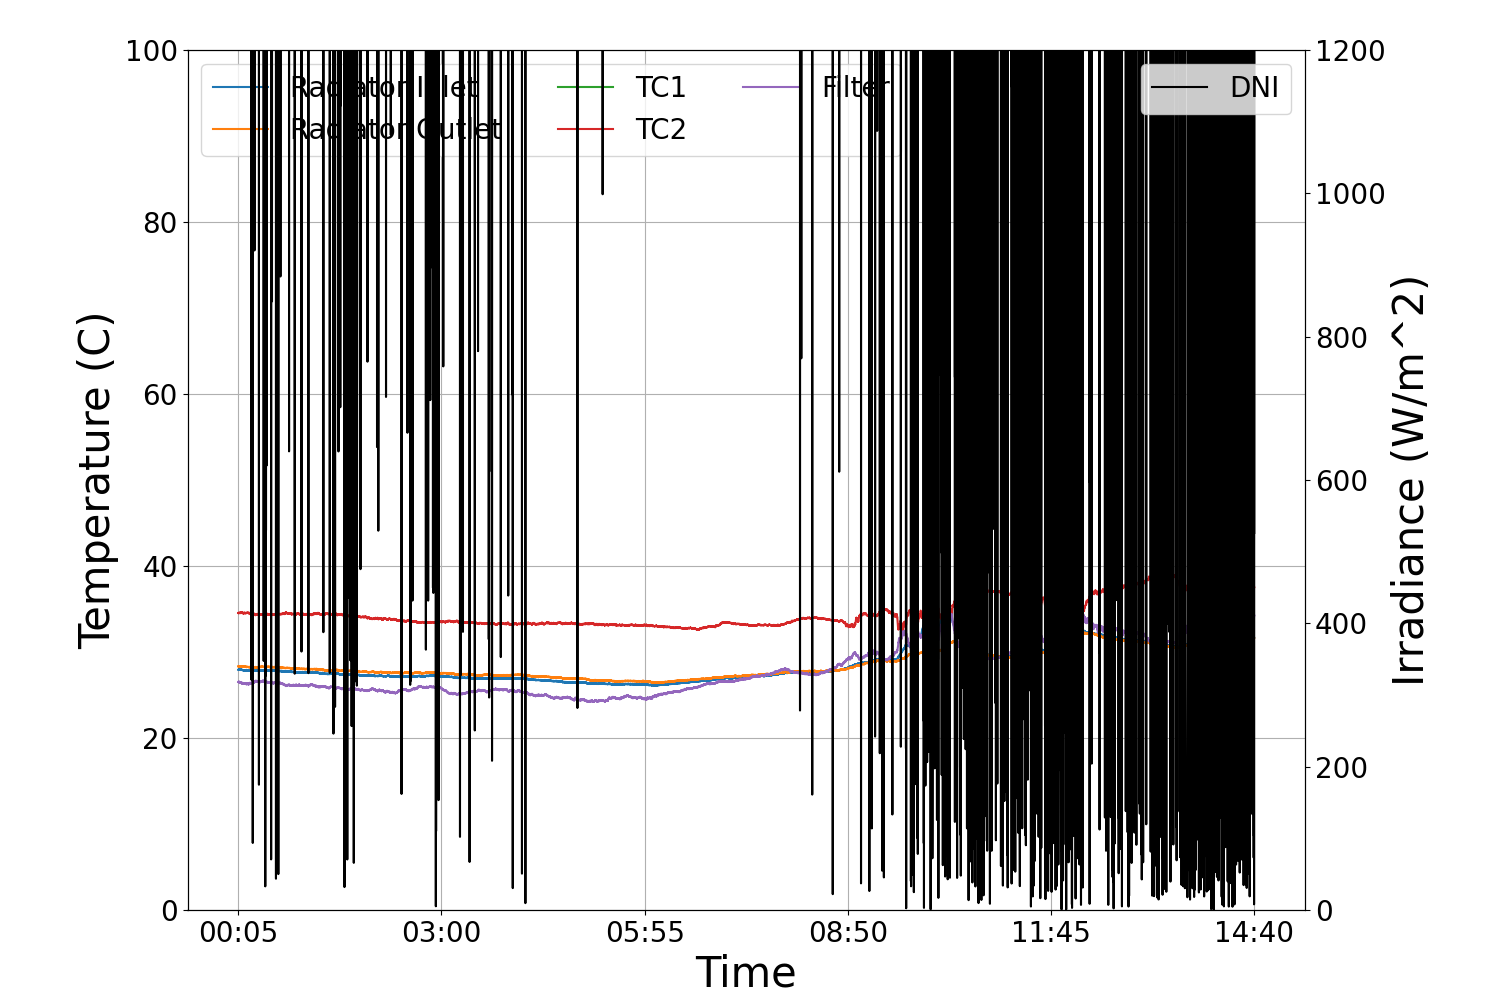 100
80
60
40
20
0
Temperature (C)
Radiator Inlet
Radiator Outlet
TC1
TC2
Filter
DNI
1200
1000
800
600
400
200
0
Irradiance (W/m^2)
00:05 03:00 05:55 08:50 11:45 14:40
Time